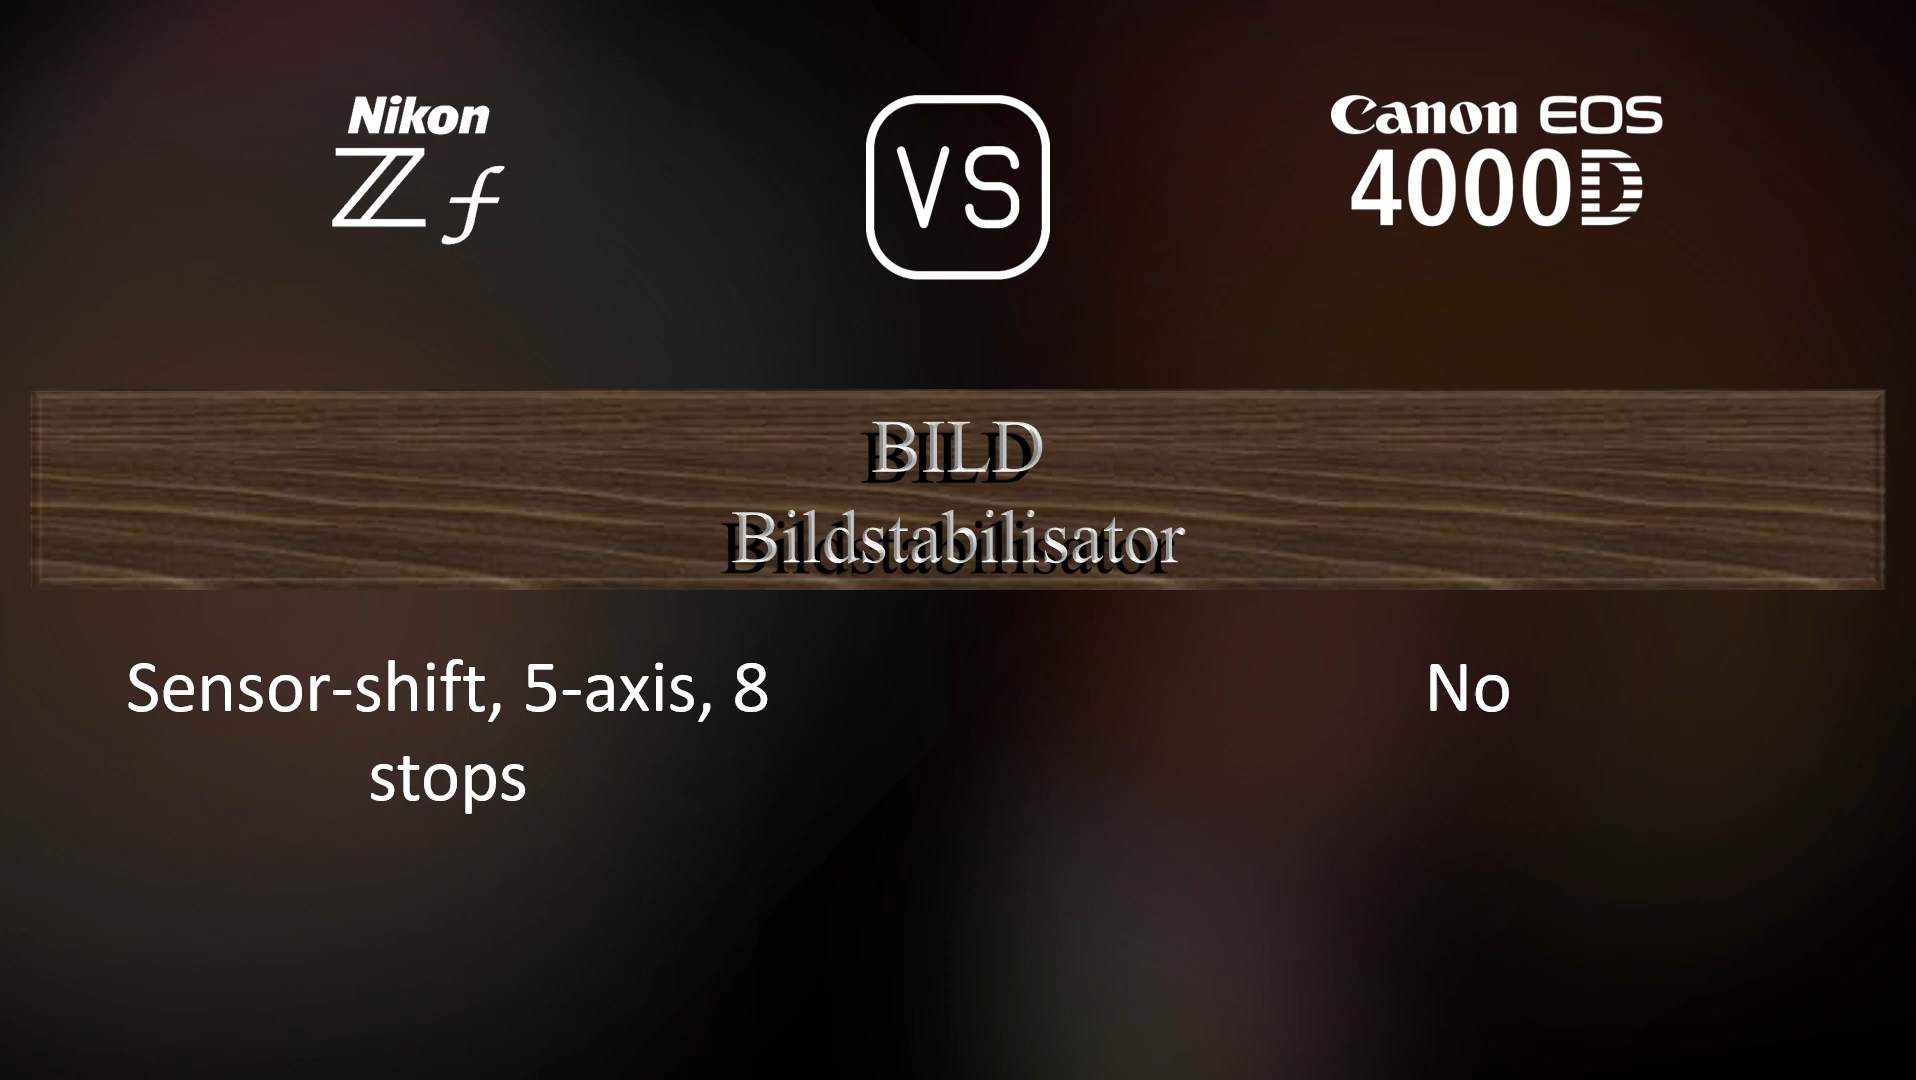 Nikon
Z f
VS
Canon EOS
4000D
BILD
Bildstabilisator
Sensor-shift, 5-axis, 8
stops
No